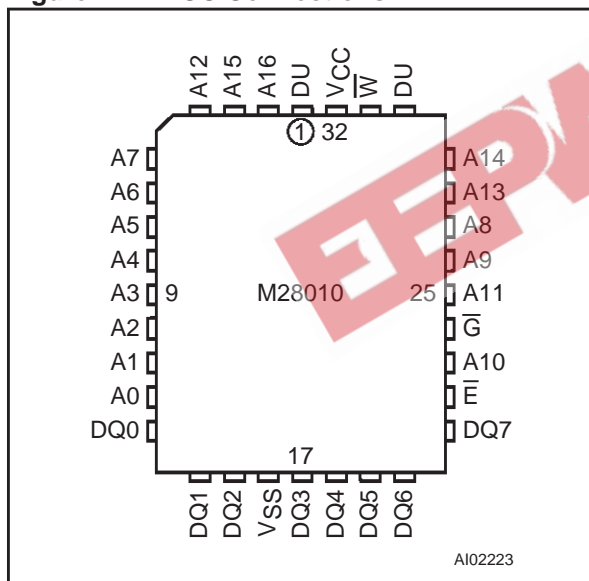 A12 A15 A16 DU VCC W̅ DU
1 32
A7 A14
A6 A13
A5 A8
A4 A9
A3 9 M28010 25 A11
A2 G̅
A1 A10
A0 E̅
DQ0 DQ7
17
DQ1 DQ2 VSS DQ3 DQ4 DQ5 DQ6
AI02223